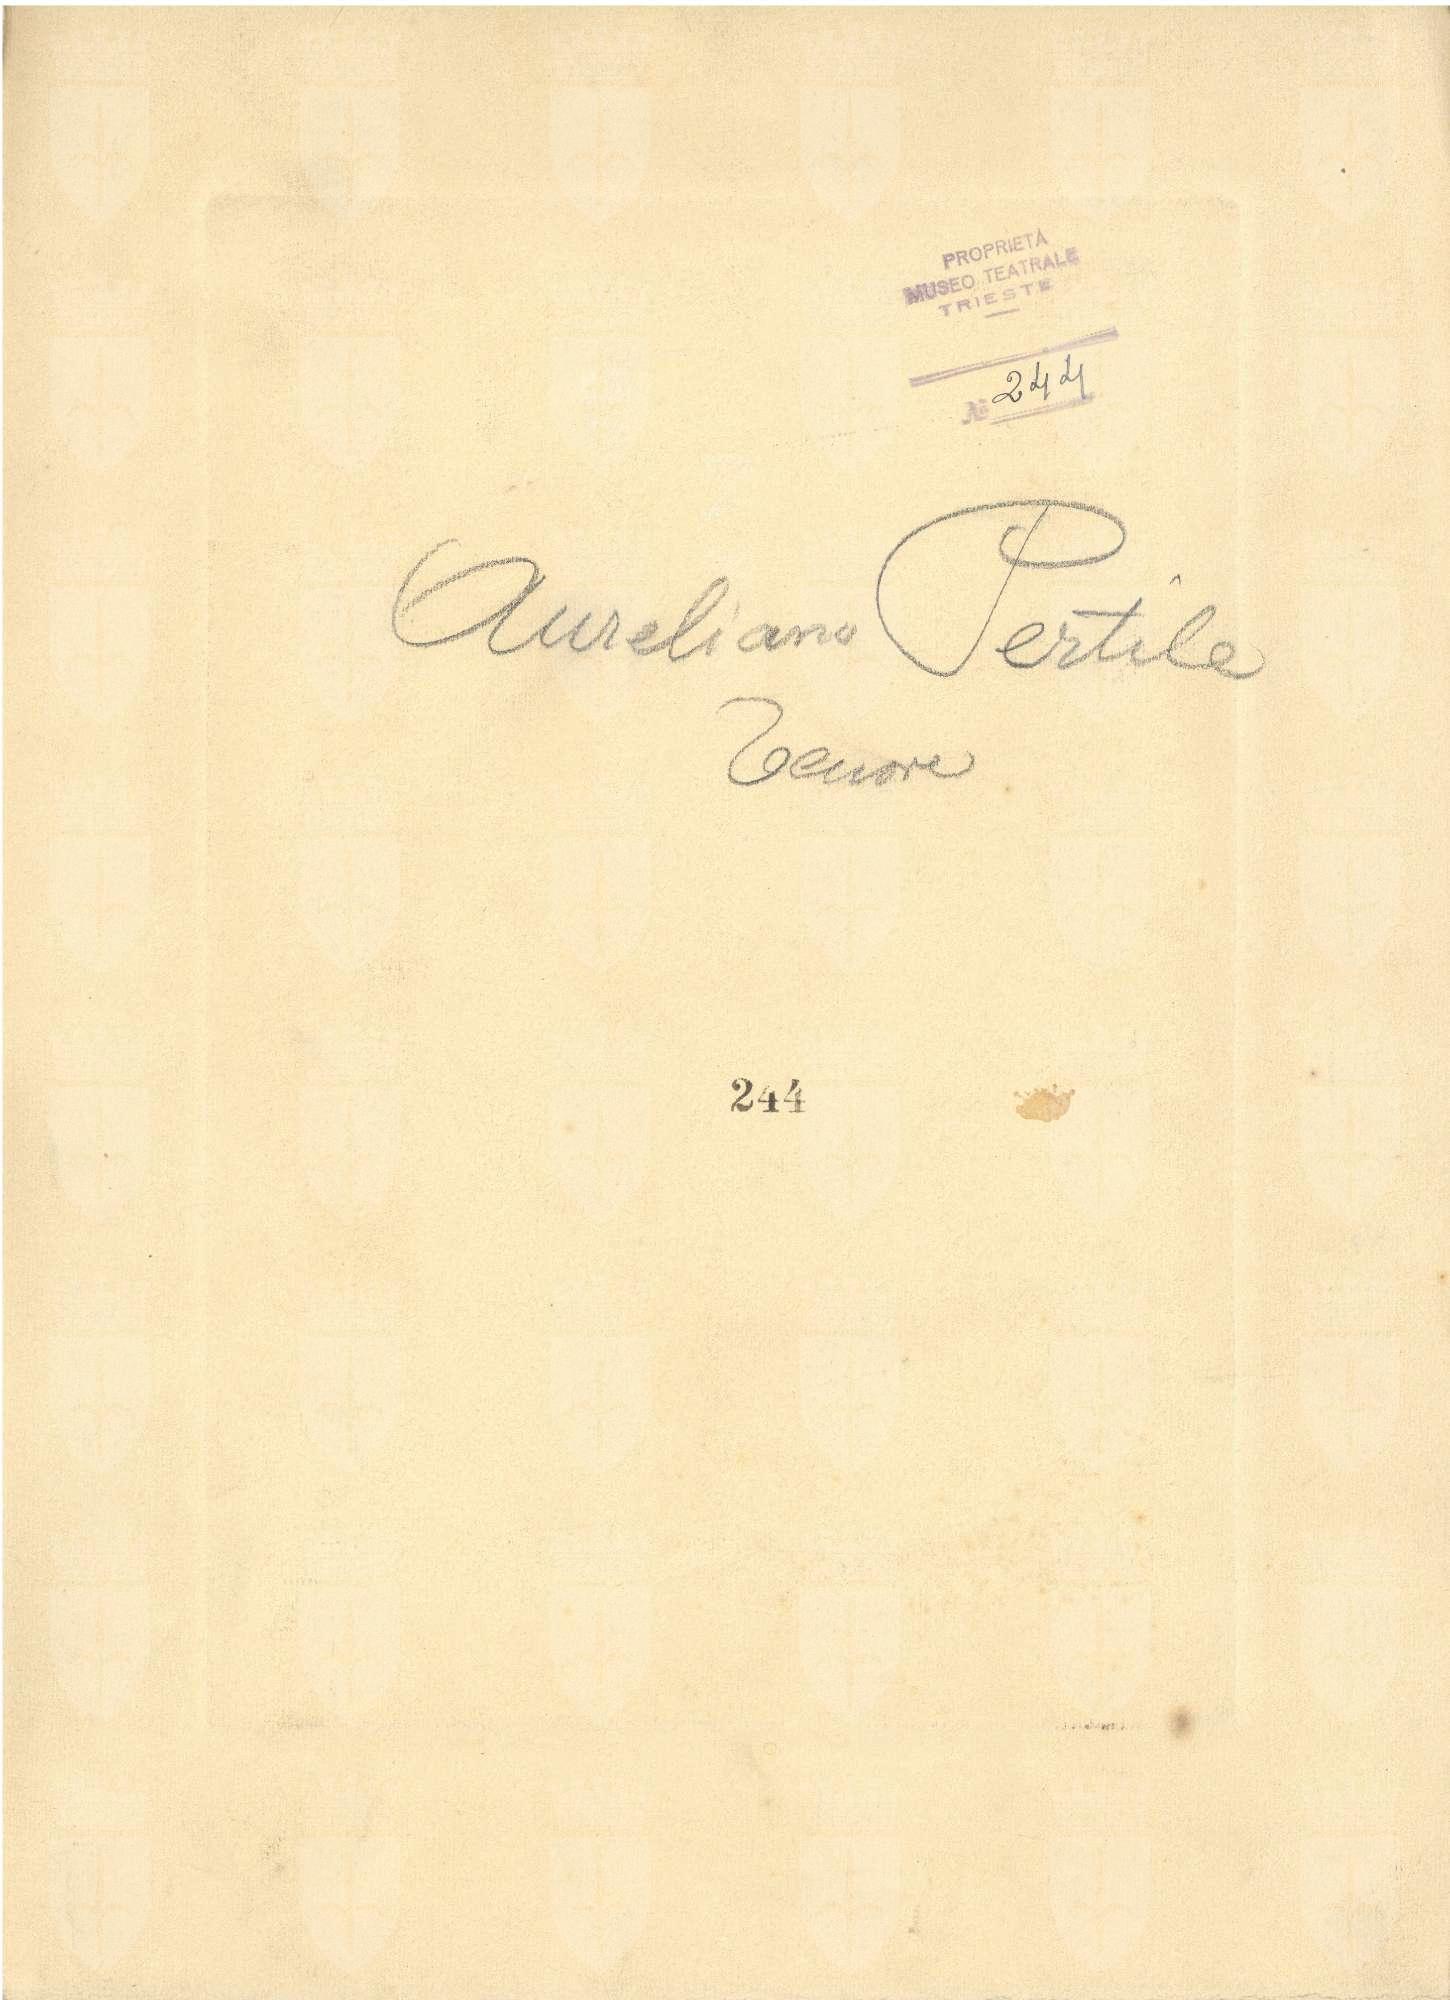 PROPRIETÀ
MUSEO TEATRALE
TRIESTE
No 244
Aureliano Pertile
Tenore
244